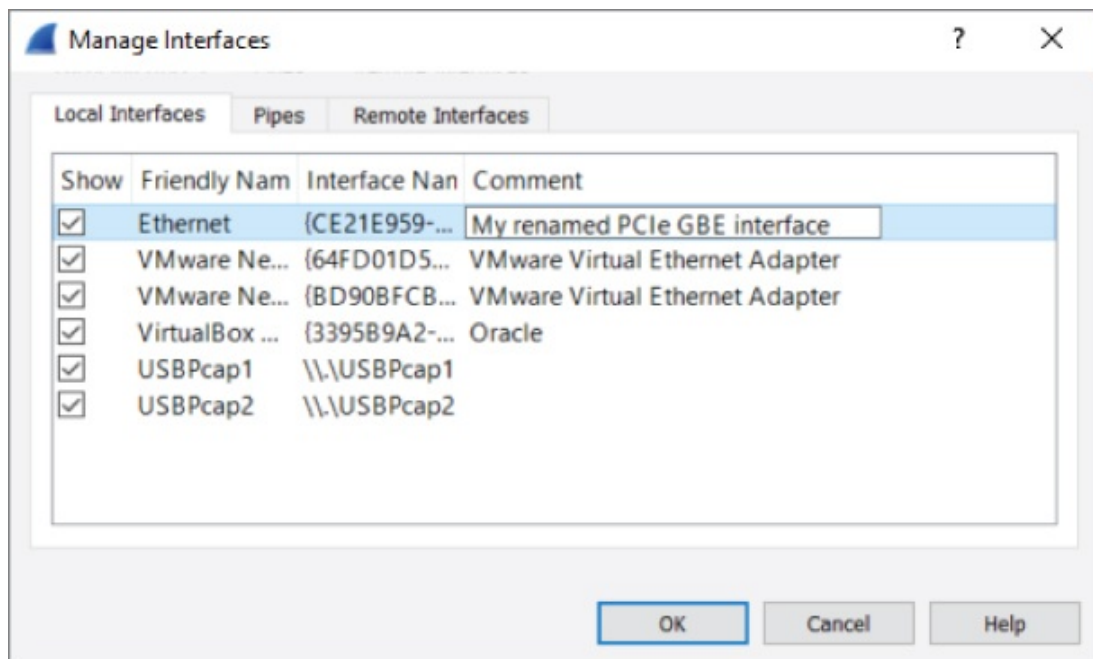 Manage Interfaces ? ×
Local Interfaces Pipes Remote Interfaces
Show Friendly Nam Interface Nan Comment
Ethernet {CE21E959-... My renamed PCIe GBE interface
VMware Ne... {64FD01D5... VMware Virtual Ethernet Adapter
VMware Ne... {BD90BFCB... VMware Virtual Ethernet Adapter
VirtualBox ... {3395B9A2-... Oracle
USBPcap1 \\.\USBPcap1
USBPcap2 \\.\USBPcap2
OK Cancel Help